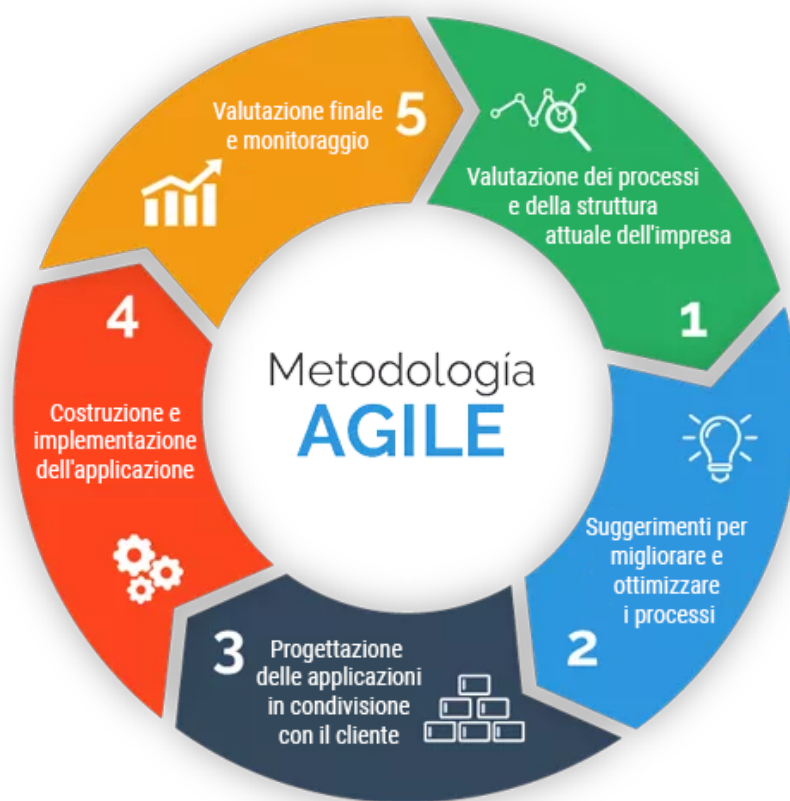 Metodología
AGILE
Valutazione dei processi
e della struttura
attuale dell'impresa
1
Suggerimenti per
migliorare e
ottimizzare
i processi
2
3
Progettazione
delle applicazioni
in condivisione
con il cliente
4
Costruzione e
implementazione
dell'applicazione
Valutazione finale
e monitoraggio
5